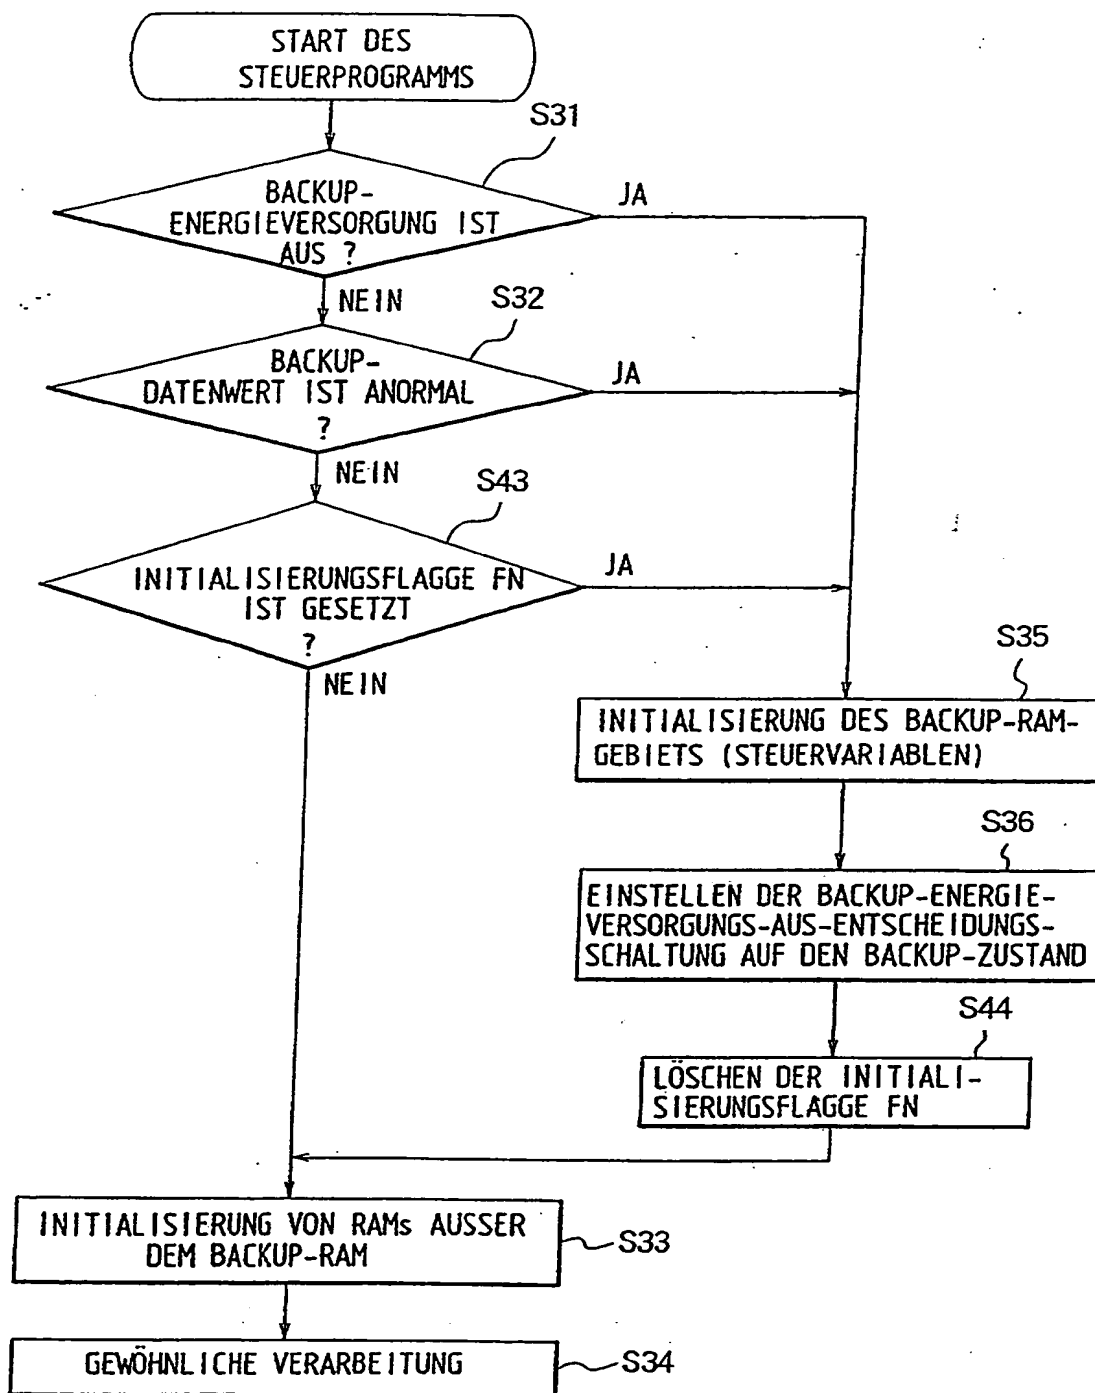 START DES
STEUERPROGRAMMS
S31
BACKUP-
ENERGIEVERSORGUNG IST
AUS ?
JA
NEIN
S32
BACKUP-
DATENWERT IST ANORMAL
?
JA
NEIN
S43
INITIALISIERUNGSFLAGGE FN
IST GESETZT
?
JA
NEIN
S35
INITIALISIERUNG DES BACKUP-RAM-
GEBIETS (STEUERVARIABLEN)
S36
EINSTELLEN DER BACKUP-ENERGIE-
VERSORGUNGS-AUS-ENTSCHEIDUNGS-
SCHALTUNG AUF DEN BACKUP-ZUSTAND
S44
LÖSCHEN DER INITIALI-
SIERUNGSFLAGGE FN
INITIALISIERUNG VON RAMs AUSSER
DEM BACKUP-RAM
S33
GEWÖHNLICHE VERARBEITUNG
S34